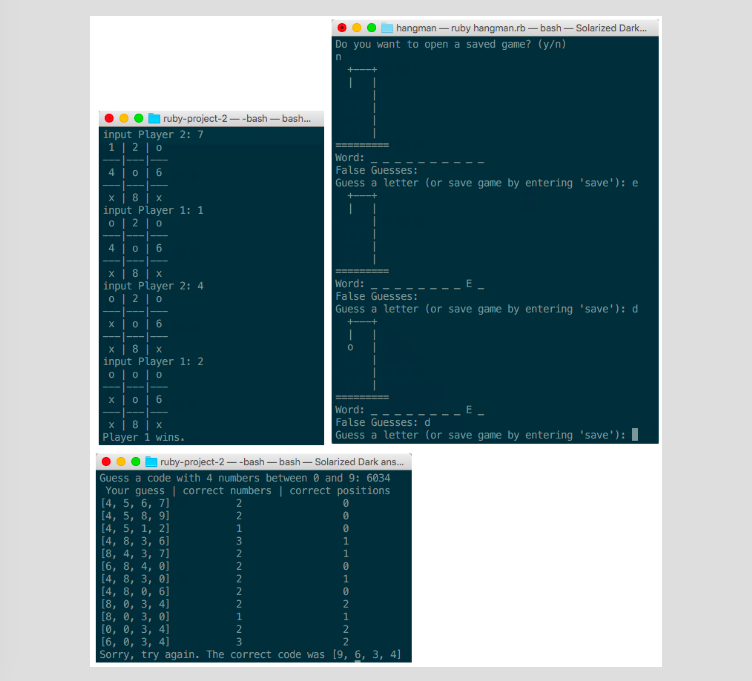 ruby-project-2 — -bash — bash...
input Player 2: 7
1 | 2 | o
———|———|———
4 | o | 6
———|———|———
x | 8 | x
input Player 1: 1
o | 2 | o
———|———|———
4 | o | 6
———|———|———
x | 8 | x
input Player 2: 4
o | 2 | o
———|———|———
x | o | 6
———|———|———
x | 8 | x
input Player 1: 2
o | o | o
———|———|———
x | o | 6
———|———|———
x | 8 | x
Player 1 wins.
hangman — ruby hangman.rb — bash — Solarized Dark...
Do you want to open a saved game? (y/n)
n
+———+
|   |
|
|
|
|
=========
Word: _ _ _ _ _ _ _ _ _ _
False Guesses:
Guess a letter (or save game by entering 'save'): e
+———+
|   |
|
|
|
|
=========
Word: _ _ _ _ _ _ _ _ E _
False Guesses:
Guess a letter (or save game by entering 'save'): d
+———+
|   |
o   |
|
|
|
=========
Word: _ _ _ _ _ _ _ _ E _
False Guesses: d
Guess a letter (or save game by entering 'save'):
ruby-project-2 — -bash — bash — Solarized Dark ans...
Guess a code with 4 numbers between 0 and 9: 6034
Your guess | correct numbers | correct positions
[4, 5, 6, 7] 2 0
[4, 5, 8, 9] 2 0
[4, 5, 1, 2] 1 0
[4, 8, 3, 6] 3 1
[8, 4, 3, 7] 2 1
[6, 8, 4, 0] 2 0
[4, 8, 3, 0] 2 1
[4, 8, 0, 6] 2 0
[8, 0, 3, 4] 2 2
[8, 0, 3, 0] 1 1
[0, 0, 3, 4] 2 2
[6, 0, 3, 4] 3 2
Sorry, try again. The correct code was [9, 6, 3, 4]